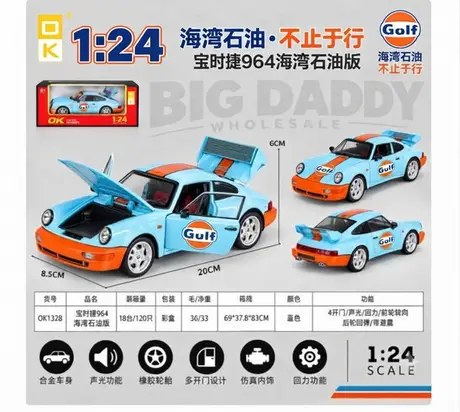 OK
1:24
海湾石油·不止于行
宝时捷964海湾石油版
Gulf
海湾石油
不止于行
BIG DADDY
WHOLESALE
OK
1:24
6CM
Gulf
8.5CM
20CM
货号 品名 装箱量 包装 毛/净重 箱规 颜色 功能
OK1328 宝时捷964海湾石油版 18台/120只 彩盒 36/33 69*37.8*83CM 蓝色 4开门/声光/回力/前轮转向
后轮回弹/带避震
合金车身 声光功能 橡胶轮胎 多开门设计 仿真内饰 回力功能
1:24
SCALE